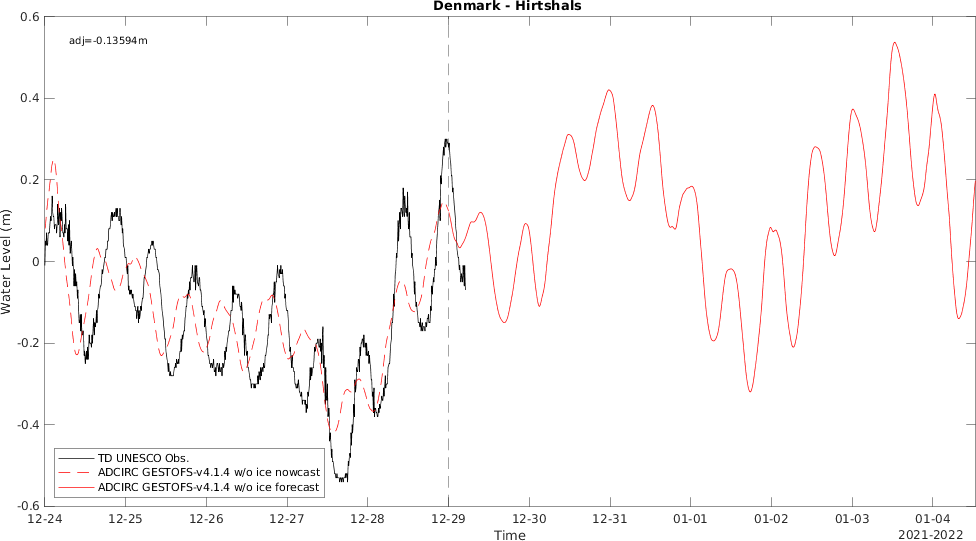 Denmark - Hirtshals
0.6
adj=-0.13594m
0.4
0.2
0
-0.2
-0.4
-0.6
Water Level (m)
TD UNESCO Obs.
ADCIRC GESTOFS-v4.1.4 w/o ice nowcast
ADCIRC GESTOFS-v4.1.4 w/o ice forecast
12-24 12-25 12-26 12-27 12-28 12-29 12-30 12-31 01-01 01-02 01-03 01-04
Time
2021-2022